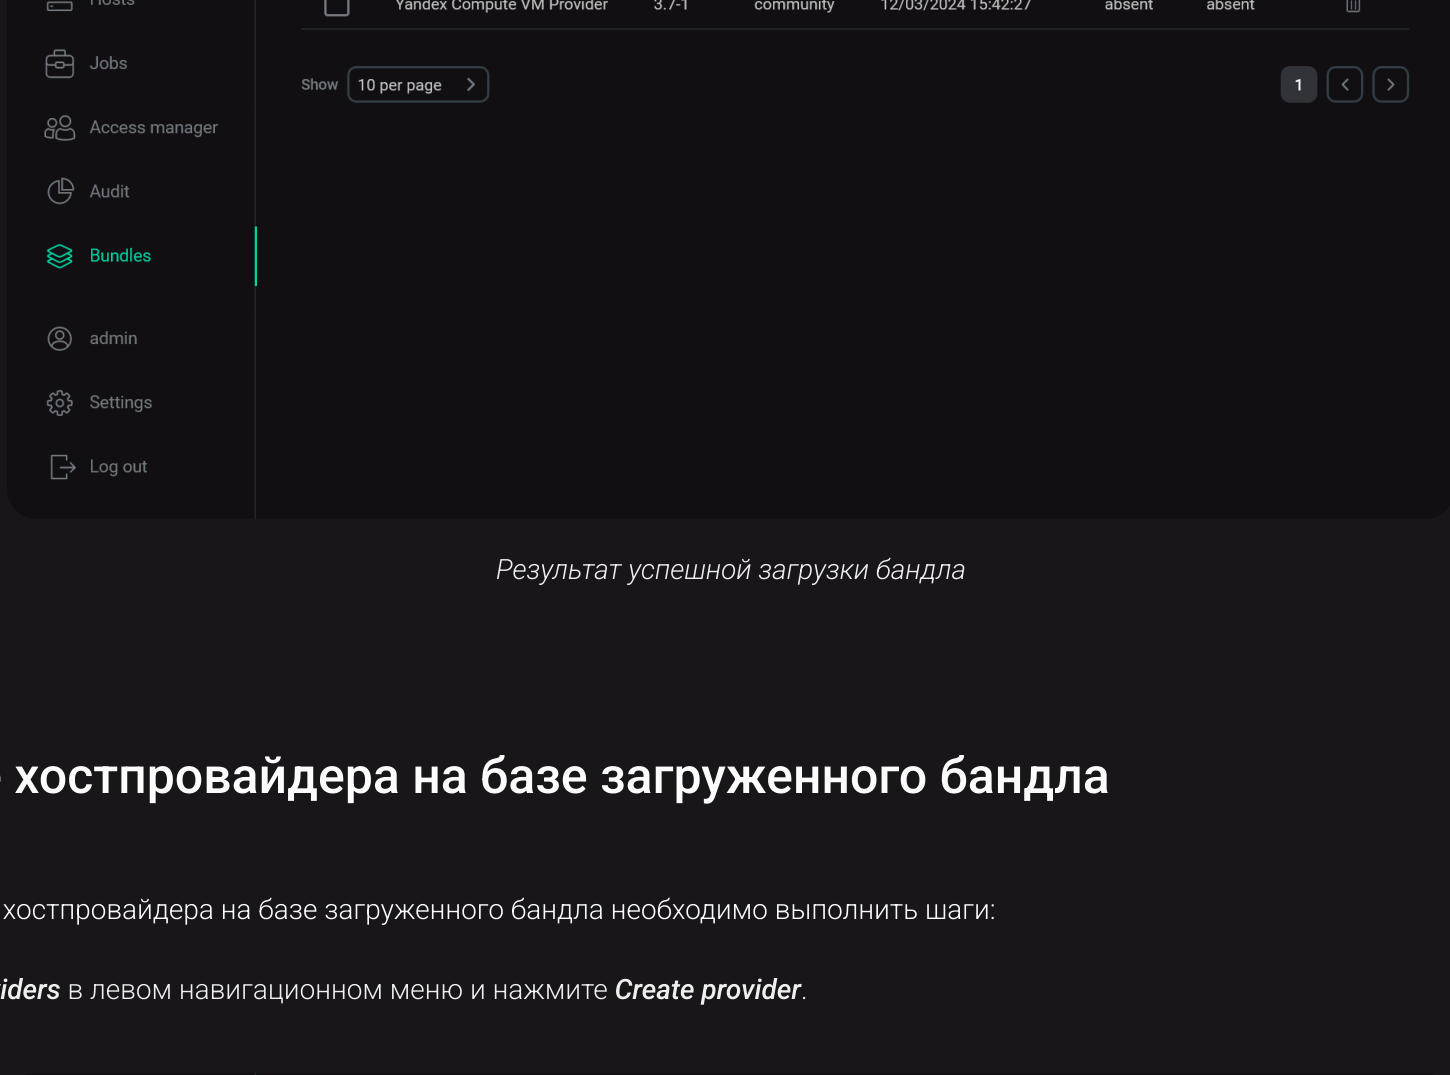 Hosts
Yandex Compute VM Provider 3.7-1 community 12/03/2024 15:42:27 absent absent
Jobs
Show 10 per page 1
Access manager
Audit
Bundles
admin
Settings
Log out
Результат успешной загрузки бандла
хостпровайдера на базе загруженного бандла
хостпровайдера на базе загруженного бандла необходимо выполнить шаги:
iders в левом навигационном меню и нажмите Create provider.